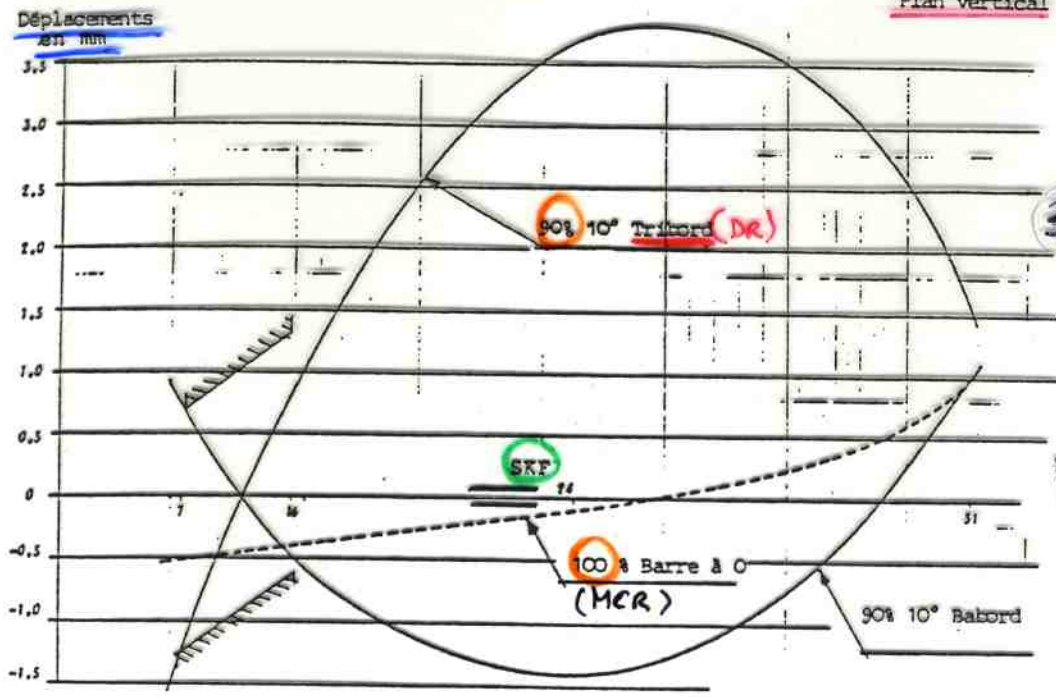 Déplacements
en mm
Plan Vertical
3,5
3.0
2.5
2.0
1.5
1.0
0,5
0
-0,5
-1.0
-1.5
90% 10° Tribord (DR)
SKF
7
16
31
100 % Barre à 0
(MCR)
90% 10° Babord